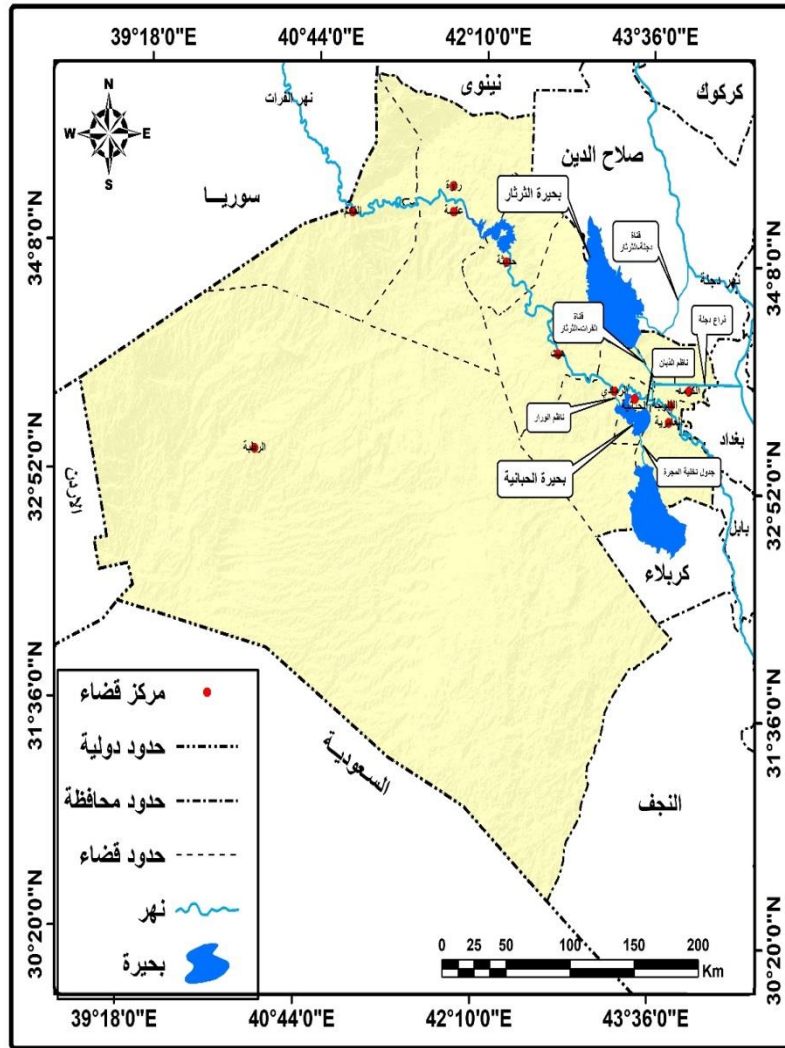 39°18'0"E 40°44'0"E 42°10'0"E 43°36'0"E
N
W E
S
نهر الفرات
نينوى
كركوك
صلاح الدين
سوريـــا
بحيرة الثرثار
قناة
دجلة-الثرثار
راوة
عنه
34°8'0"N
34°8'0"N
نهر دجلة
قناة
الفرات-الثرثار
ذراع دجلة
ناظم الذبان
ناظم الورار
بغداد
بحيرة الحبانية
جدول تخلية المجرة
الرطبة
32°52'0"N
32°52'0"N
الاردن
بابل
كربلاء
31°36'0"N
31°36'0"N
السعوديـــة
النجف
مركز قضاء
حدود دولية
حدود محافظة
حدود قضاء
نهر
بحيرة
0 25 50 100 150 200
Km
30°20'0"N
30°20'0"N
39°18'0"E 40°44'0"E 42°10'0"E 43°36'0"E